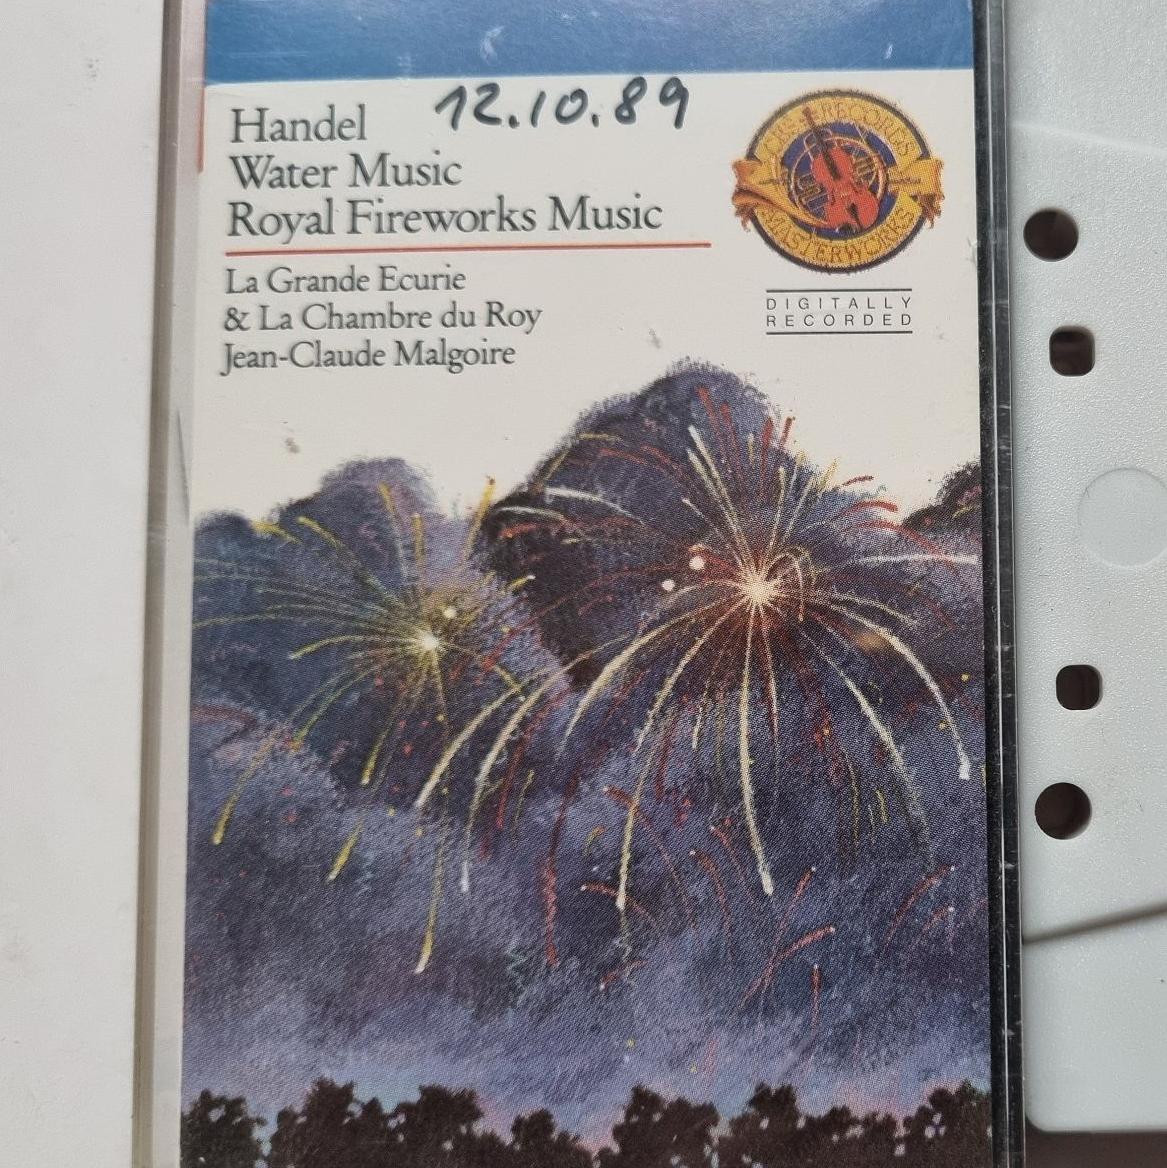 12.10.89
Handel
Water Music
Royal Fireworks Music
La Grande Ecurie
& La Chambre du Roy
Jean-Claude Malgoire
CBS RECORDS
MASTERWORKS
DIGITALLY
RECORDED